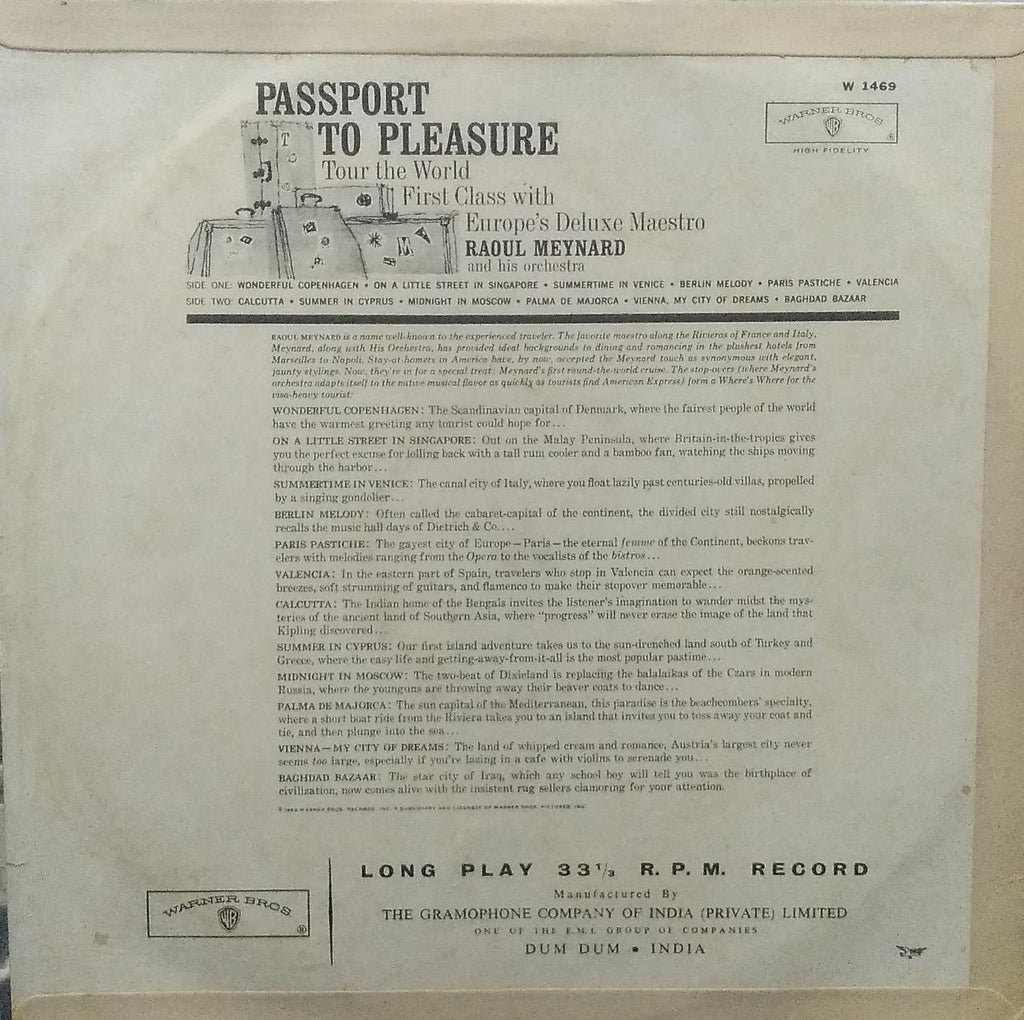 W 1469
PASSPORT
TO PLEASURE
Tour the World
First Class with
Europe's Deluxe Maestro
RAOUL MEYNARD
and his orchestra
WARNER BROS
WB
®
HIGH FIDELITY
SIDE ONE: WONDERFUL COPENHAGEN • ON A LITTLE STREET IN SINGAPORE • SUMMERTIME IN VENICE • BERLIN MELODY • PARIS PASTICHE • VALENCIA
SIDE TWO: CALCUTTA • SUMMER IN CYPRUS • MIDNIGHT IN MOSCOW • PALMA DE MAJORCA • VIENNA, MY CITY OF DREAMS • BAGHDAD BAZAAR
RAOUL MEYNARD is a name well-known to the experienced traveler. The favorite maestro along the Rivieras of France and Italy,
Meynard, along with His Orchestra, has provided ideal backgrounds to dining and romancing in the plushest hotels from
Marseilles to Napoli. Stay-at-homers in America have, by now, accepted the Meynard touch as synonymous with elegant,
jaunty stylings. Now, they're in for a special treat: Meynard's first round-the-world cruise. The stop-overs (where Meynard's
orchestra adapts itself to the native musical flavor as quickly as tourists find American Express) form a Where's Where for the
visa-heavy tourist:
WONDERFUL COPENHAGEN: The Scandinavian capital of Denmark, where the fairest people of the world
have the warmest greeting any tourist could hope for...
ON A LITTLE STREET IN SINGAPORE: Out on the Malay Peninsula, where Britain-in-the-tropics gives
you the perfect excuse for lolling back with a tall rum cooler and a bamboo fan, watching the ships moving
through the harbor...
SUMMERTIME IN VENICE: The canal city of Italy, where you float lazily past centuries-old villas, propelled
by a singing gondolier...
BERLIN MELODY: Often called the cabaret-capital of the continent, the divided city still nostalgically
recalls the music hall days of Dietrich & Co....
PARIS PASTICHE: The gayest city of Europe—Paris—the eternal femme of the Continent, beckons trav-
elers with melodies ranging from the Opera to the vocalists of the bistros...
VALENCIA: In the eastern part of Spain, travelers who stop in Valencia can expect the orange-scented
breezes, soft strumming of guitars, and flamenco to make their stopover memorable...
CALCUTTA: The Indian home of the Bengals invites the listener's imagination to wander midst the mys-
teries of the ancient land of Southern Asia, where "progress" will never erase the image of the land that
Kipling discovered...
SUMMER IN CYPRUS: Our first island adventure takes us to the sun-drenched land south of Turkey and
Greece, where the easy life and getting-away-from-it-all is the most popular pastime...
MIDNIGHT IN MOSCOW: The two-beat of Dixieland is replacing the balalaikas of the Czars in modern
Russia, where the younguns are throwing away their beaver coats to dance...
PALMA DE MAJORCA: The sun capital of the Mediterranean, this paradise is the beachcombers' specialty,
where a short boat ride from the Riviera takes you to an island that invites you to toss away your coat and
tie, and then plunge into the sea...
VIENNA—MY CITY OF DREAMS: The land of whipped cream and romance, Austria's largest city never
seems too large, especially if you're lazing in a cafe with violins to serenade you...
BAGHDAD BAZAAR: The star city of Iraq, which any school boy will tell you was the birthplace of
civilization, now comes alive with the insistent rug sellers clamoring for your attention.
WARNER BROS. RECORDS INC. A SUBSIDIARY AND LICENSEE OF WARNER BROS. PICTURES INC.
WARNER BROS
WB
®
LONG PLAY 33⅓ R. P. M. RECORD
Manufactured By
THE GRAMOPHONE COMPANY OF INDIA (PRIVATE) LIMITED
ONE OF THE E.M.I. GROUP OF COMPANIES
DUM DUM • INDIA